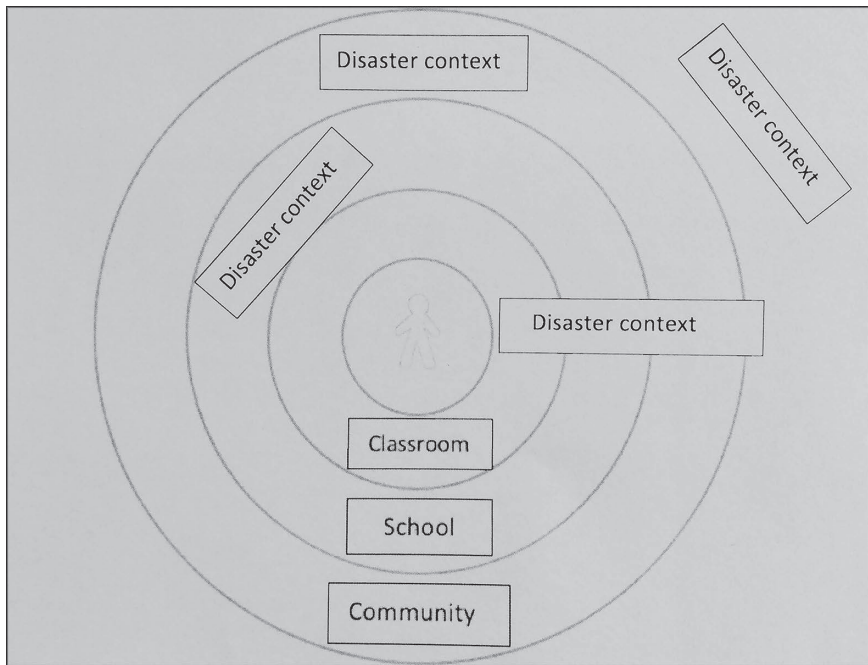 Disaster context
Disaster context
Disaster context
Disaster context
Classroom
School
Community